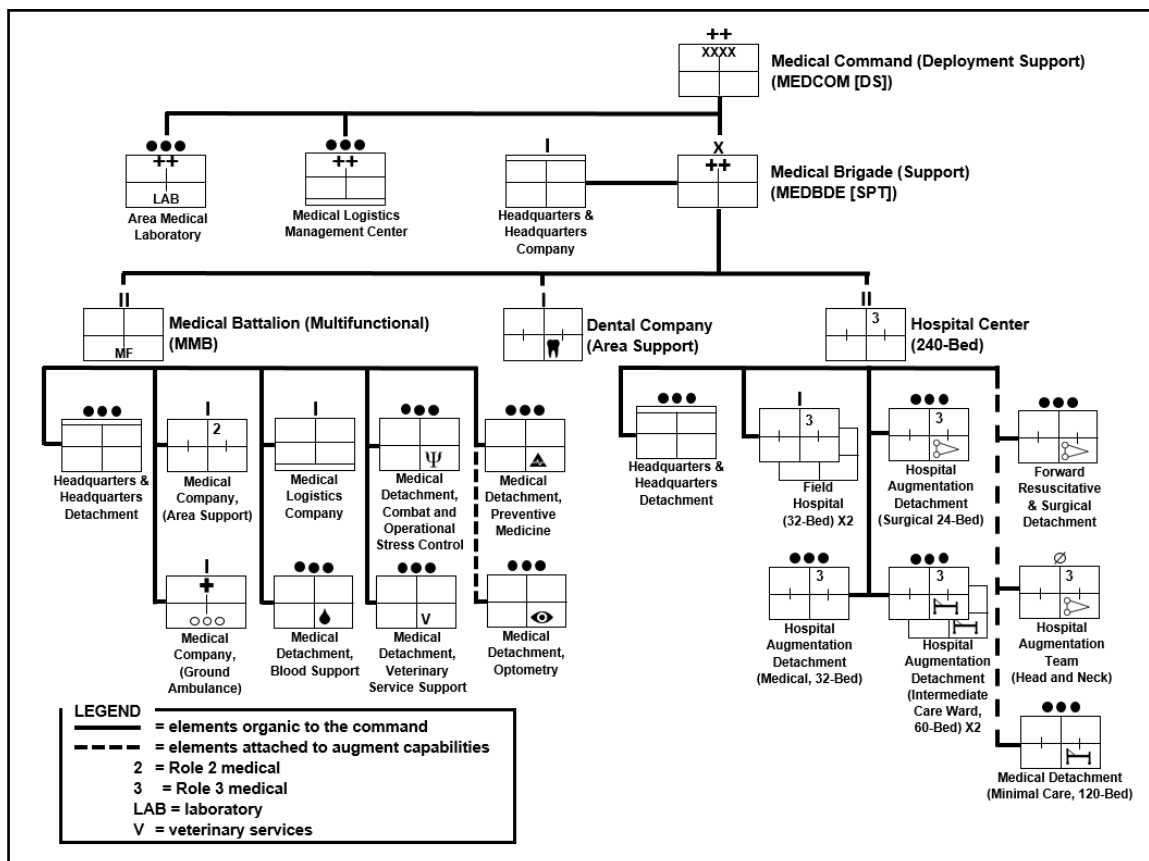 ++
XXXX
Medical Command (Deployment Support)
(MEDCOM [DS])
++
LAB
Area Medical
Laboratory
++
Medical Logistics
Management Center
I
Headquarters &
Headquarters
Company
X
++
Medical Brigade (Support)
(MEDBDE [SPT])
II
MF
Medical Battalion (Multifunctional)
(MMB)
I
Dental Company
(Area Support)
II
3
Hospital Center
(240-Bed)
Headquarters &
Headquarters
Detachment
I
2
Medical
Company,
(Area Support)
I
Medical
Logistics
Company
Ψ
Medical
Detachment,
Combat and
Operational
Stress Control
Medical
Detachment,
Preventive
Medicine
I
Medical
Company,
(Ground
Ambulance)
Medical
Detachment,
Blood Support
V
Medical
Detachment,
Veterinary
Service Support
Medical
Detachment,
Optometry
Headquarters &
Headquarters
Detachment
I
3
Field
Hospital
(32-Bed) X2
3
Hospital
Augmentation
Detachment
(Surgical 24-Bed)
Forward
Resuscitative
& Surgical
Detachment
3
Hospital
Augmentation
Detachment
(Medical, 32-Bed)
3
Hospital
Augmentation
Detachment
(Intermediate
Care Ward,
60-Bed) X2
Ø
3
Hospital
Augmentation
Team
(Head and Neck)
Medical Detachment
(Minimal Care, 120-Bed)
LEGEND
= elements organic to the command
= elements attached to augment capabilities
2 = Role 2 medical
3 = Role 3 medical
LAB = laboratory
V = veterinary services